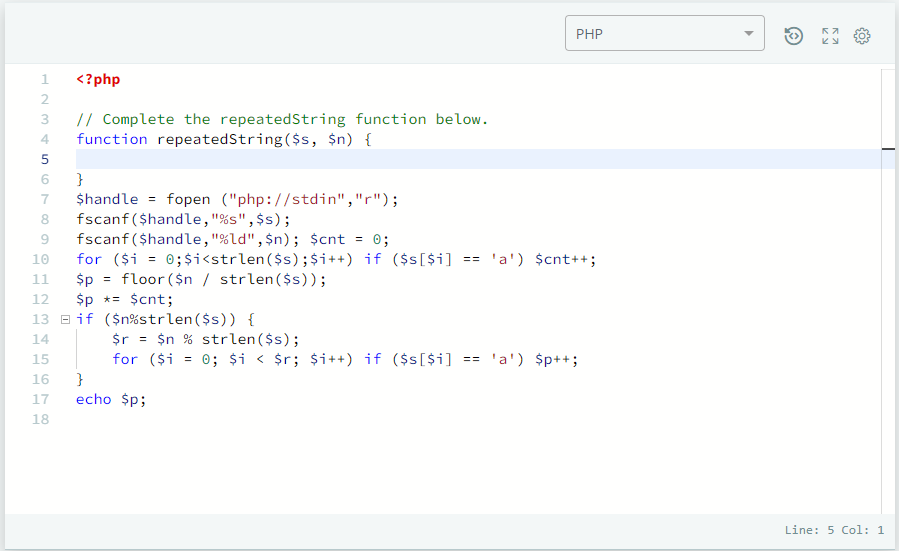 PHP
1 <?php
2
3 // Complete the repeatedString function below.
4 function repeatedString($s, $n) {
5
6 }
7 $handle = fopen ("php://stdin","r");
8 fscanf($handle,"%s",$s);
9 fscanf($handle,"%ld",$n); $cnt = 0;
10 for ($i = 0;$i<strlen($s);$i++) if ($s[$i] == 'a') $cnt++;
11 $p = floor($n / strlen($s));
12 $p *= $cnt;
13 if ($n%strlen($s)) {
14     $r = $n % strlen($s);
15     for ($i = 0; $i < $r; $i++) if ($s[$i] == 'a') $p++;
16 }
17 echo $p;
18
Line: 5 Col: 1